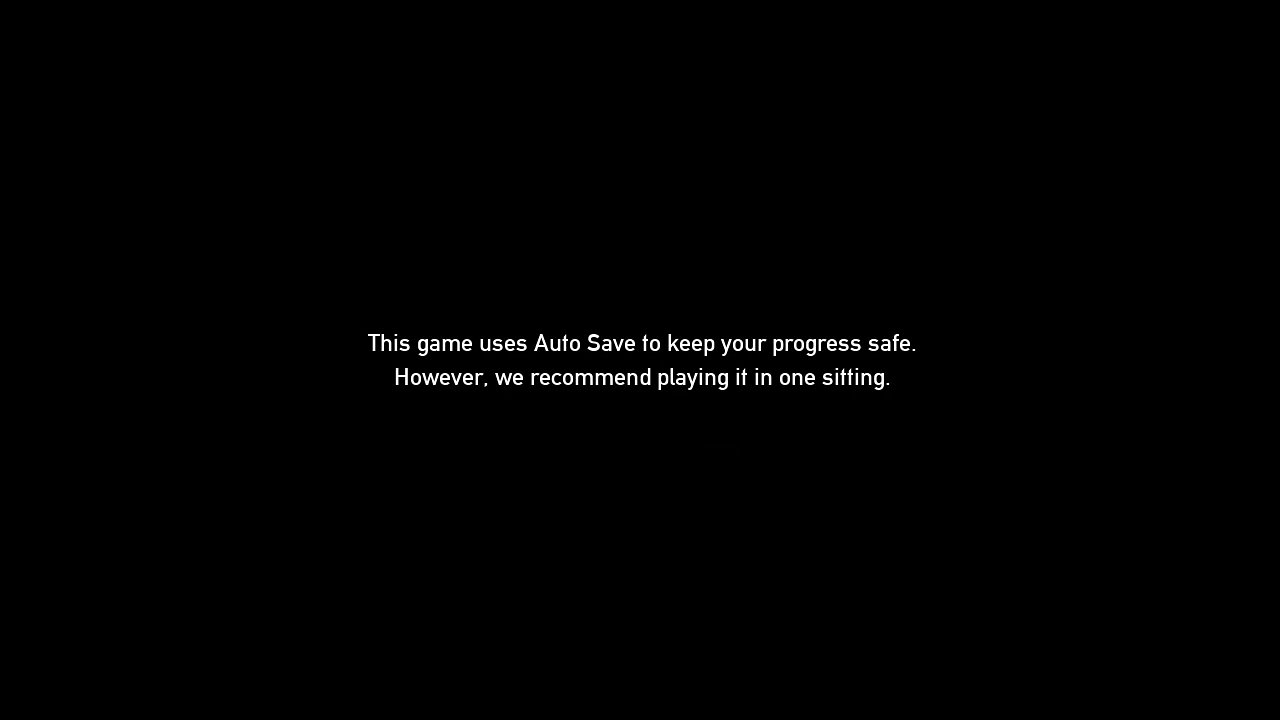 This game uses Auto Save to keep your progress safe.
However, we recommend playing it in one sitting.